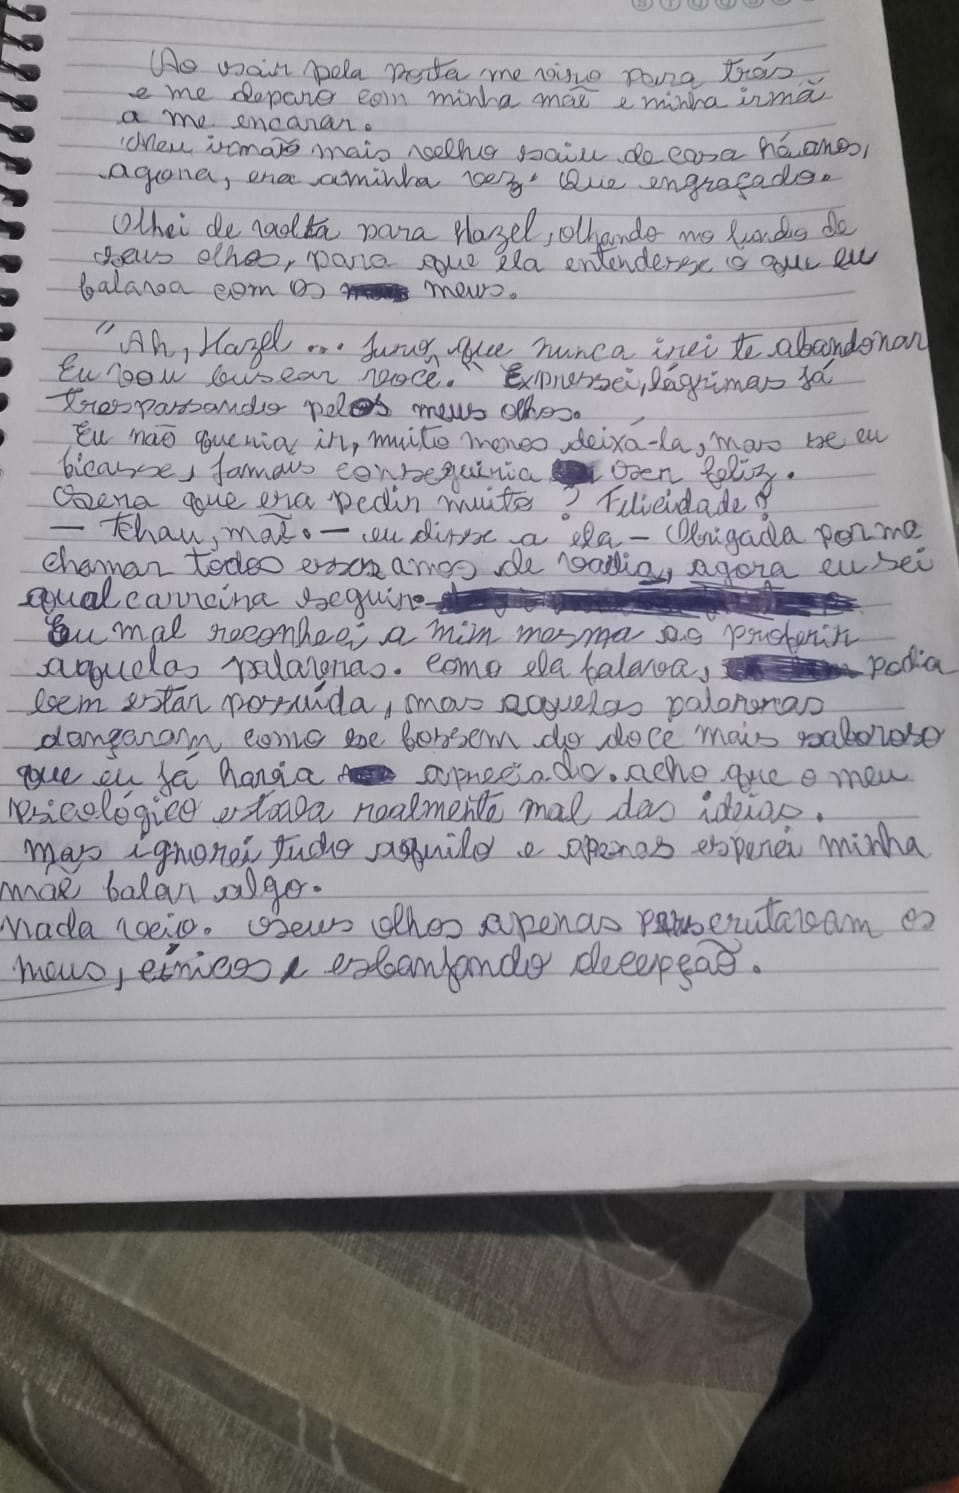 Ao sair pela porta me viro para trás
e me deparo com minha mãe e minha irmã
a me encarar.
Meu irmão mais velho saiu de casa há anos,
agora, era a minha vez. Que engraçado.
Olhei de volta para Hazel, olhando no fundo de
seus olhos, para que ela entendesse o que eu
falava com os meus.
"Ah, Hazel... Juro que nunca irei te abandonar
Eu vou buscar você." Expressei, lágrimas já
trespassando pelos meus olhos.
Eu não queria ir, muito menos deixá-la, mas se eu
ficasse, jamais conseguiria ser feliz.
Sera que era pedir muito? Felicidade?
— Tchau, mãe. — eu disse a ela — Obrigada por me
chamar todos esses anos de vadia, agora eu sei
qual carreira seguir.
Eu mal reconheci a mim mesma ao proferir
aquelas palavras. Como ela falava, podia
bem estar possuída, mas aquelas palavras
dançaram como se fossem do doce mais saboroso
que eu já havia apreciado. acho que o meu
psicológico estava realmente mal das ideias.
Mas ignorei tudo aquilo e apenas esperei minha
mãe falar algo.
Nada veio. Seus olhos apenas perscrutavam os
meus, cínicos e esbanjando decepção.